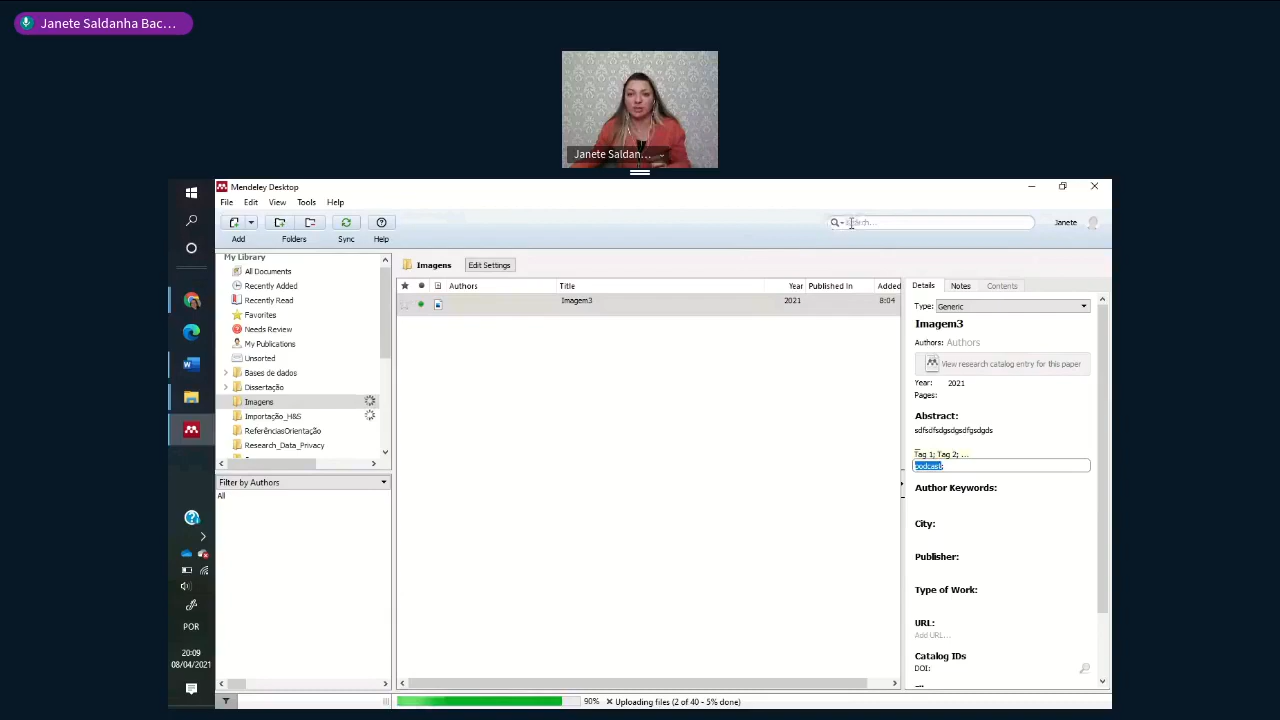 Janete Saldanha Bac...
Janete Saldan...
Mendeley Desktop
File Edit View Tools Help
Search...
Janete
Add Folders Sync Help
My Library
All Documents
Recently Added
Recently Read
Favorites
Needs Review
My Publications
Unsorted
Bases de dados
Dissertação
Imagens
Importação_H&S
ReferênciasOrientação
Research_Data_Privacy
Filter by Authors
All
Imagens Edit Settings
Authors Title Year Published In Added
Imagem3 2021 8:04
Details Notes Contents
Type: Generic
Imagem3
Authors: Authors
View research catalog entry for this paper
Year: 2021
Pages:
Abstract:
sdfsdfsdgsdgsdfgsdgds
Tag 1; Tag 2; ...
podcast
Author Keywords:
City:
Publisher:
Type of Work:
URL:
Add URL...
Catalog IDs
DOI:
POR
20:09
08/04/2021
90% Uploading files (2 of 40 - 5% done)